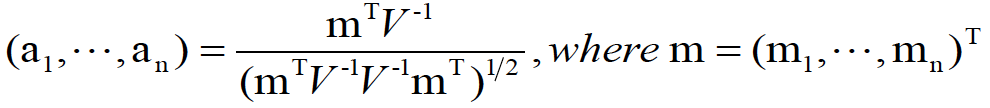 (a₁,⋯,aₙ) = mᵀV⁻¹ / (mᵀV⁻¹V⁻¹mᵀ)^{1/2}, where m = (m₁,⋯,mₙ)ᵀ